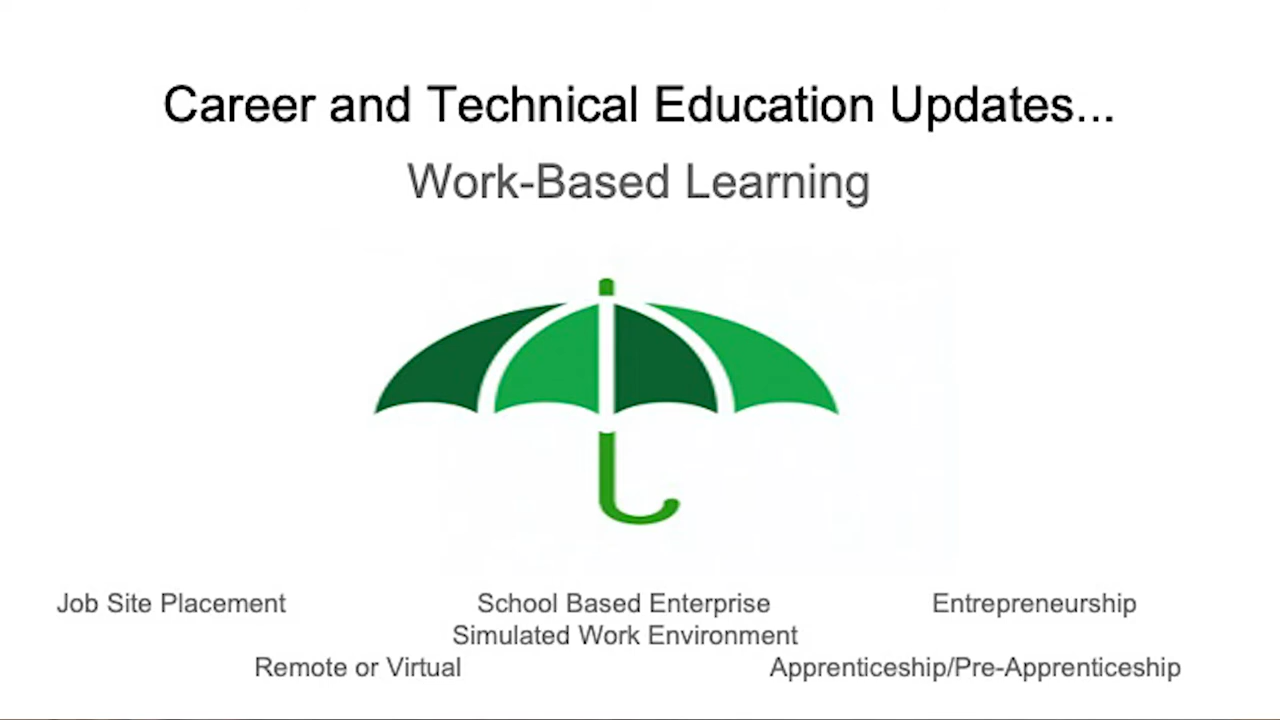 Career and Technical Education Updates...
Work-Based Learning
Job Site Placement School Based Enterprise Entrepreneurship
Simulated Work Environment
Remote or Virtual Apprenticeship/Pre-Apprenticeship